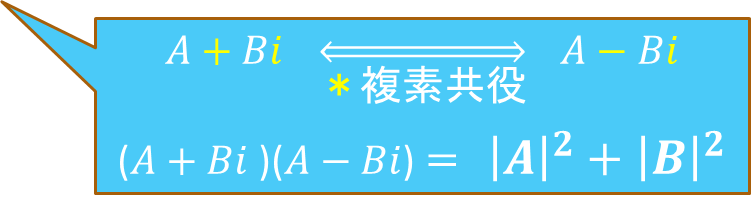 A + Bi ⟺ A − Bi
* 複素共役
(A + Bi )(A − Bi) = |A|² + |B|²